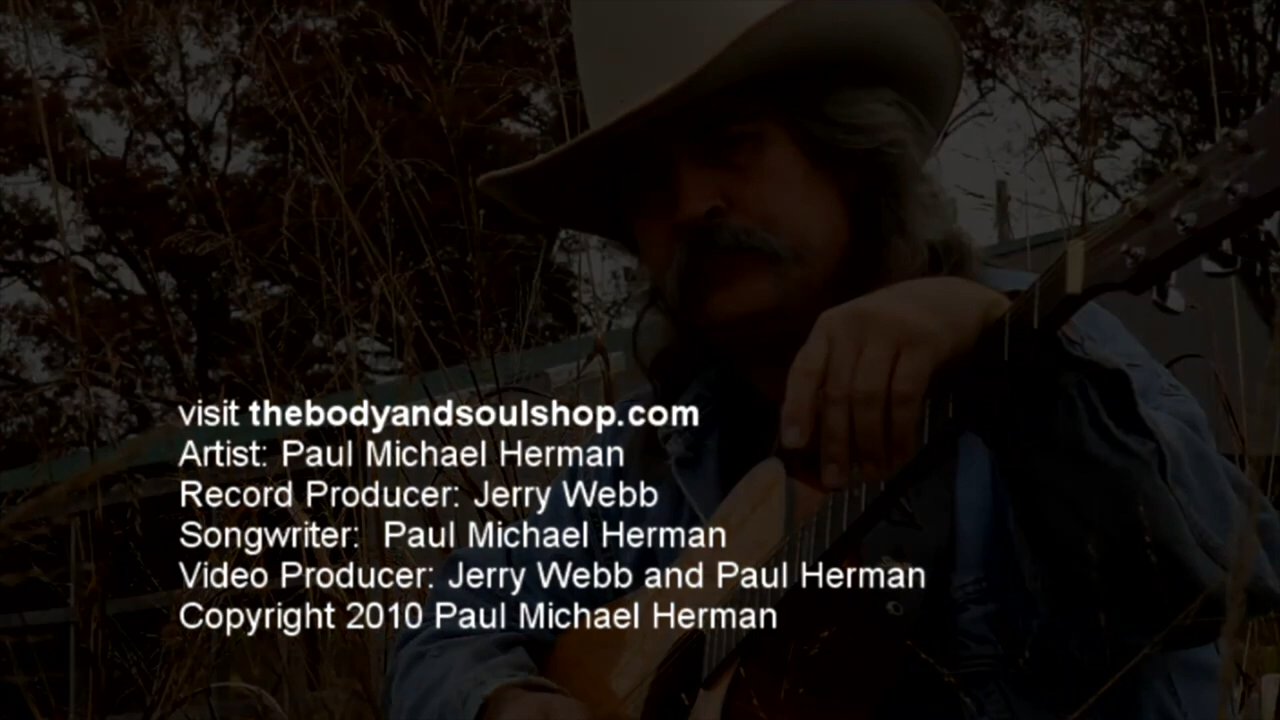 visit thebodyandsoulshop.com
Artist: Paul Michael Herman
Record Producer: Jerry Webb
Songwriter:  Paul Michael Herman
Video Producer: Jerry Webb and Paul Herman
Copyright 2010 Paul Michael Herman